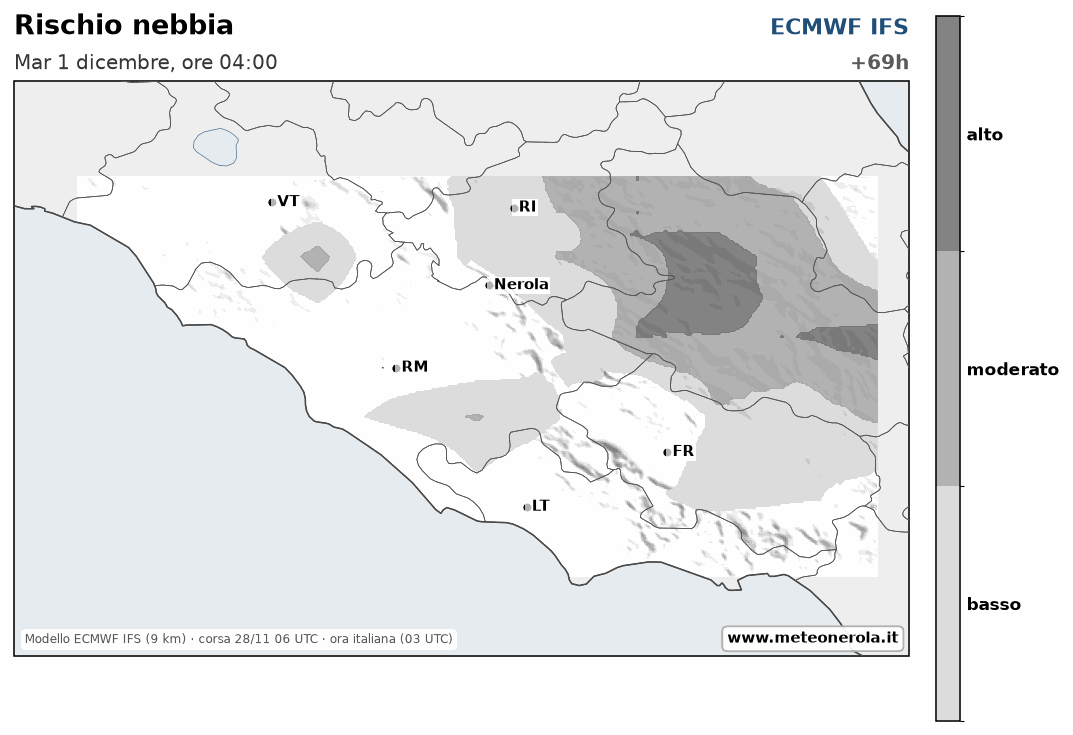 Rischio nebbia
ECMWF IFS
Mar 1 dicembre, ore 04:00
+69h
alto
moderato
basso
VT
RI
Nerola
RM
FR
LT
Modello ECMWF IFS (9 km) · corsa 28/11 06 UTC · ora italiana (03 UTC)
www.meteonerola.it